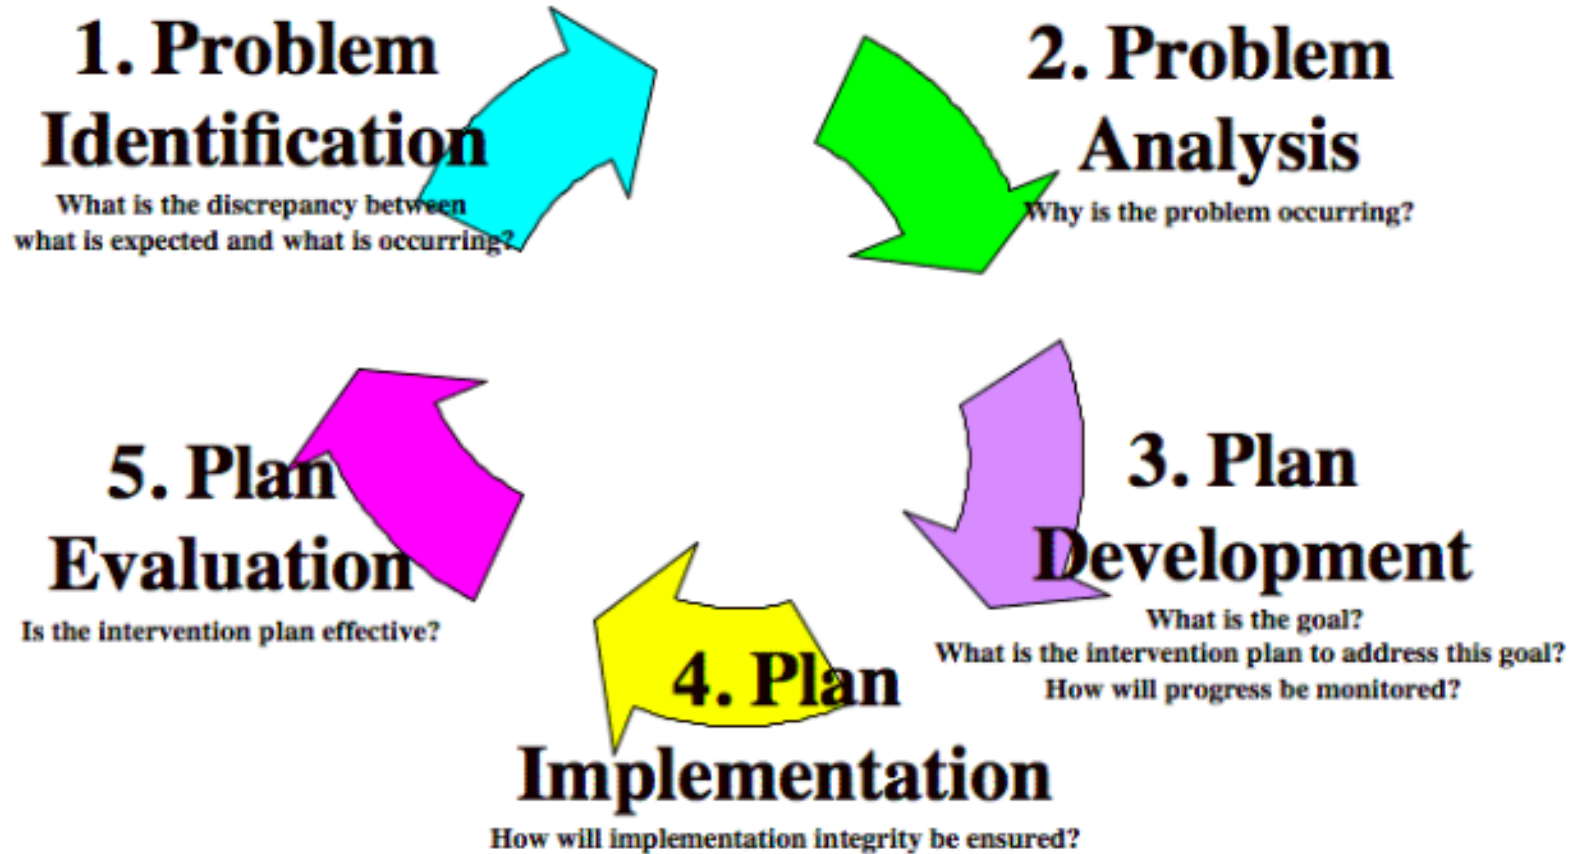 1. Problem
Identification
What is the discrepancy between
what is expected and what is occurring?
2. Problem
Analysis
Why is the problem occurring?
3. Plan
Development
What is the goal?
What is the intervention plan to address this goal?
How will progress be monitored?
4. Plan
Implementation
How will implementation integrity be ensured?
5. Plan
Evaluation
Is the intervention plan effective?